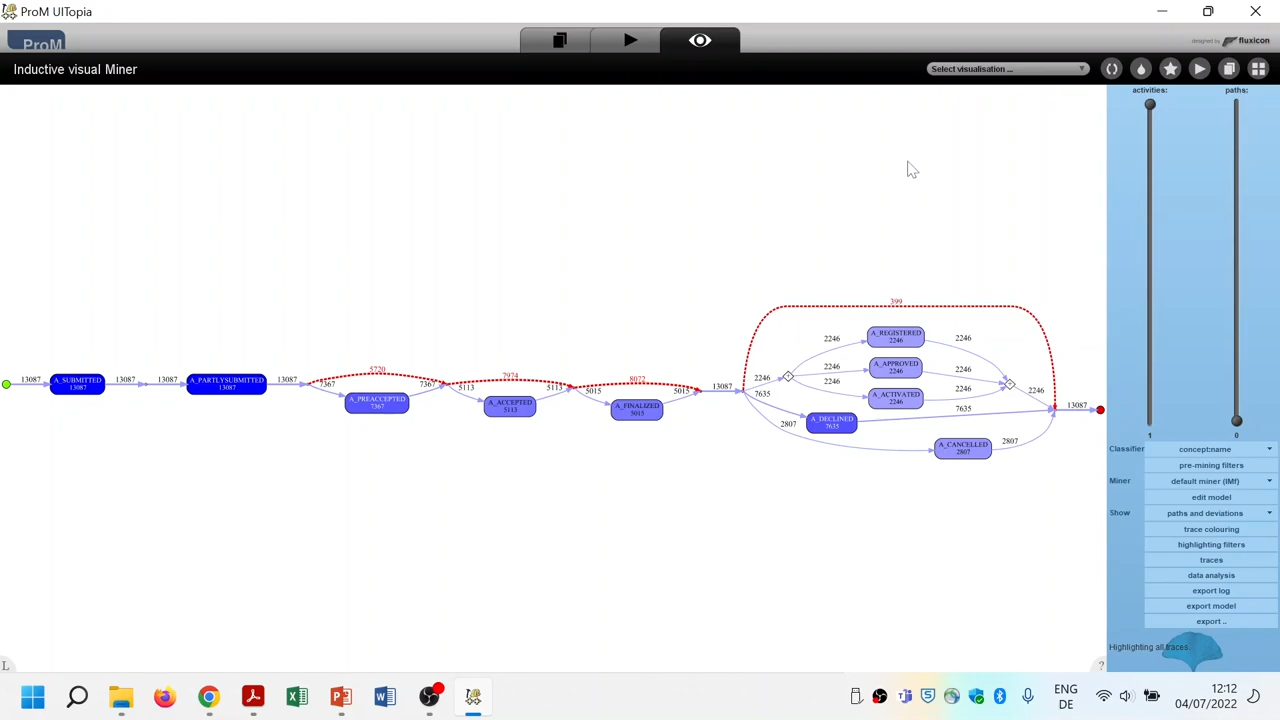 ProM UITopia
ProM
designed by fluxicon
Inductive visual Miner
Select visualisation ...
activities:
paths:
399
A_REGISTERED
2246
2246
2246
A_APPROVED
2246
2246
2246
A_ACTIVATED
2246
2246
2246
2246
2246
13087
A_SUBMITTED
13087
13087
13087
A_PARTLYSUBMITTED
13087
13087
5720
7367
7367
A_PREACCEPTED
7367
7974
5113
5113
A_ACCEPTED
5113
8072
5015
5015
A_FINALIZED
5015
13087
7635
A_DECLINED
7635
7635
2807
A_CANCELLED
2807
2807
13087
1
0
Classifier
concept:name
pre-mining filters
Miner
default miner (IMf)
edit model
Show
paths and deviations
trace colouring
highlighting filters
traces
data analysis
export log
export model
export ..
Highlighting all traces.
L
?
ENG
DE
12:12
04/07/2022